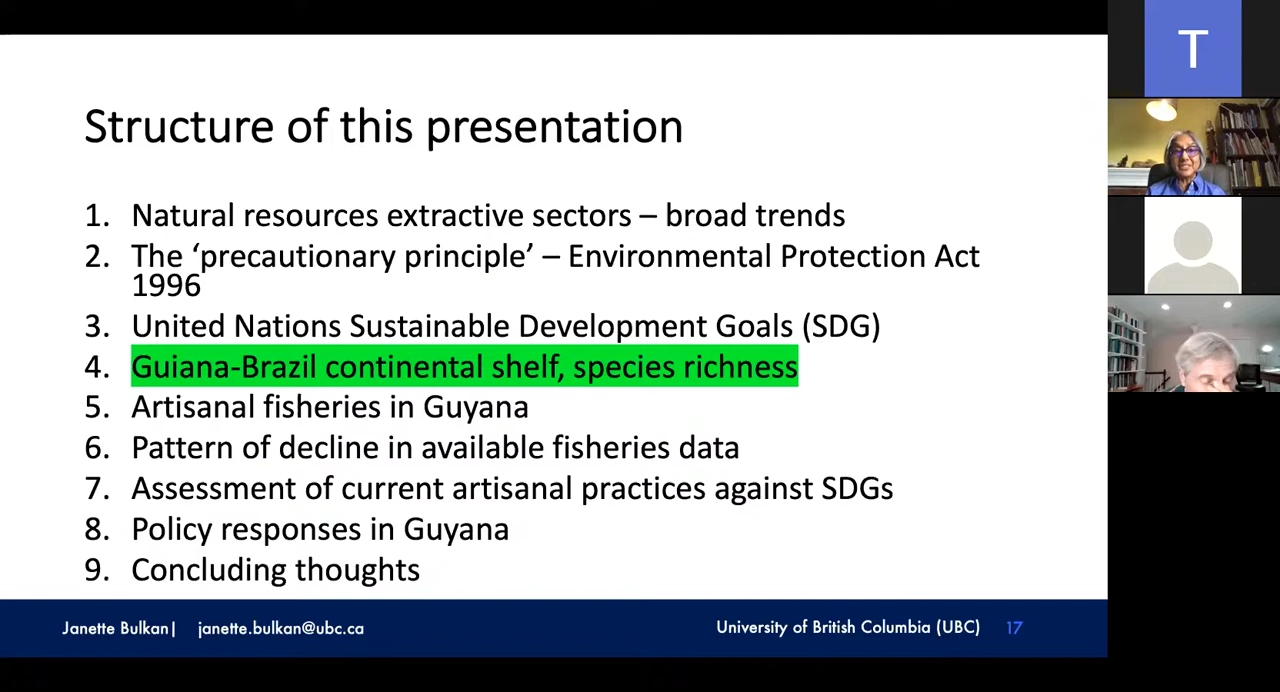 Structure of this presentation
1. Natural resources extractive sectors – broad trends
2. The ‘precautionary principle’ – Environmental Protection Act
1996
3. United Nations Sustainable Development Goals (SDG)
4. Guiana-Brazil continental shelf, species richness
5. Artisanal fisheries in Guyana
6. Pattern of decline in available fisheries data
7. Assessment of current artisanal practices against SDGs
8. Policy responses in Guyana
9. Concluding thoughts
Janette Bulkan| janette.bulkan@ubc.ca University of British Columbia (UBC) 17
T